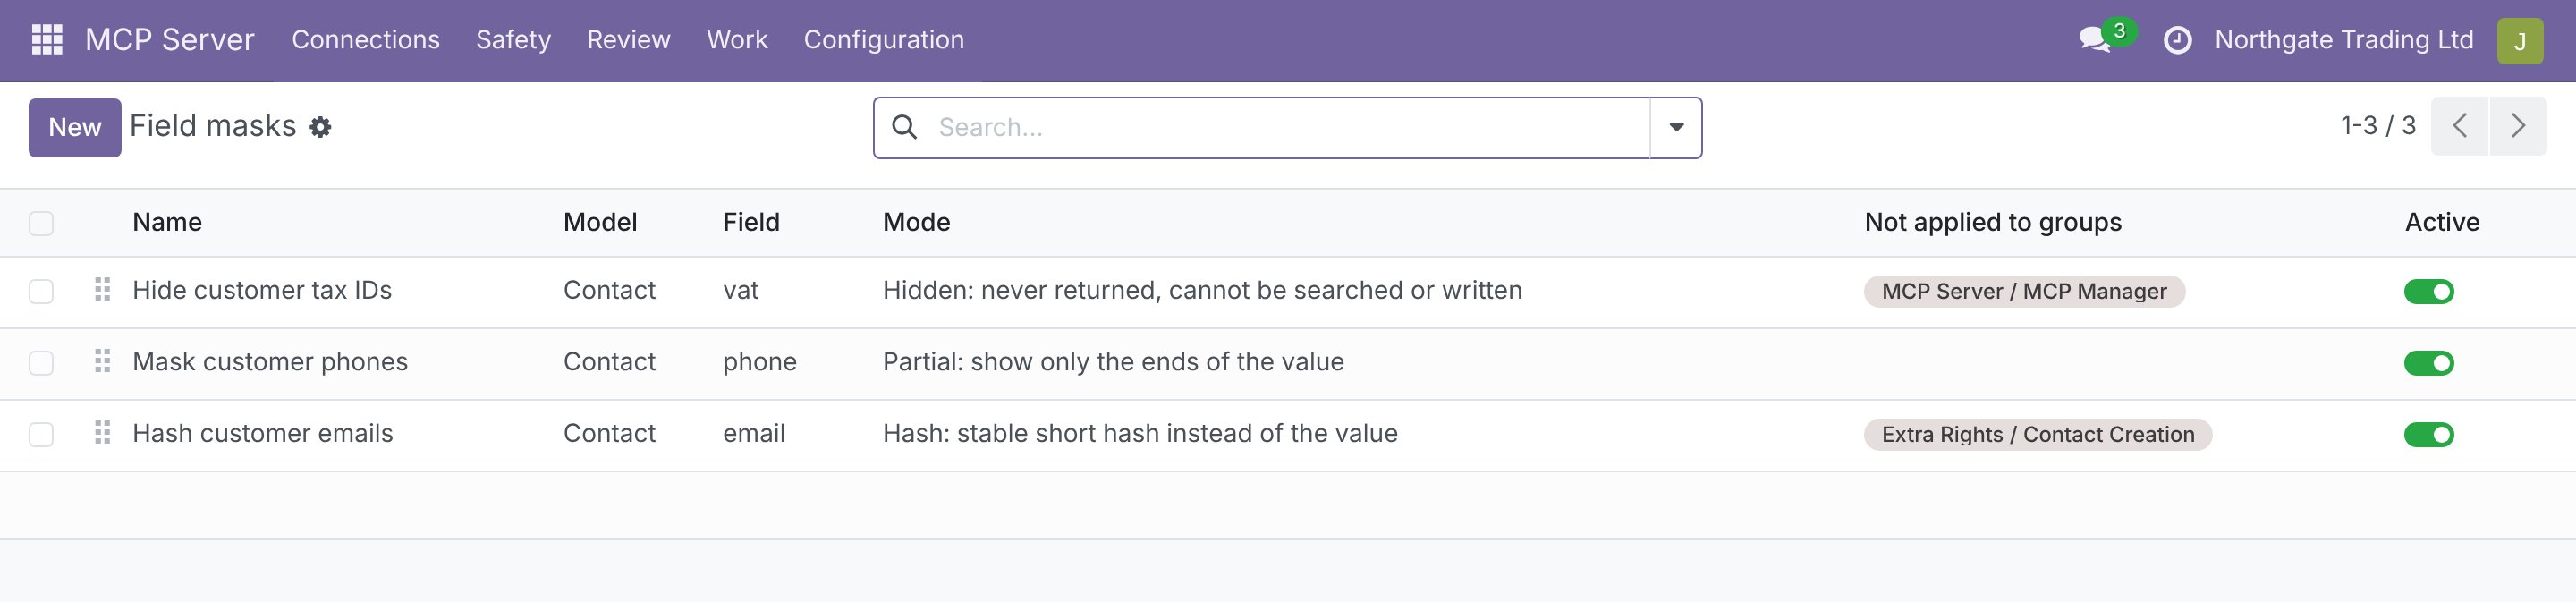 MCP Server Connections Safety Review Work Configuration 3 Northgate Trading Ltd J
New Field masks Search... 1-3 / 3
Name Model Field Mode Not applied to groups Active
Hide customer tax IDs Contact vat Hidden: never returned, cannot be searched or written MCP Server / MCP Manager
Mask customer phones Contact phone Partial: show only the ends of the value
Hash customer emails Contact email Hash: stable short hash instead of the value Extra Rights / Contact Creation